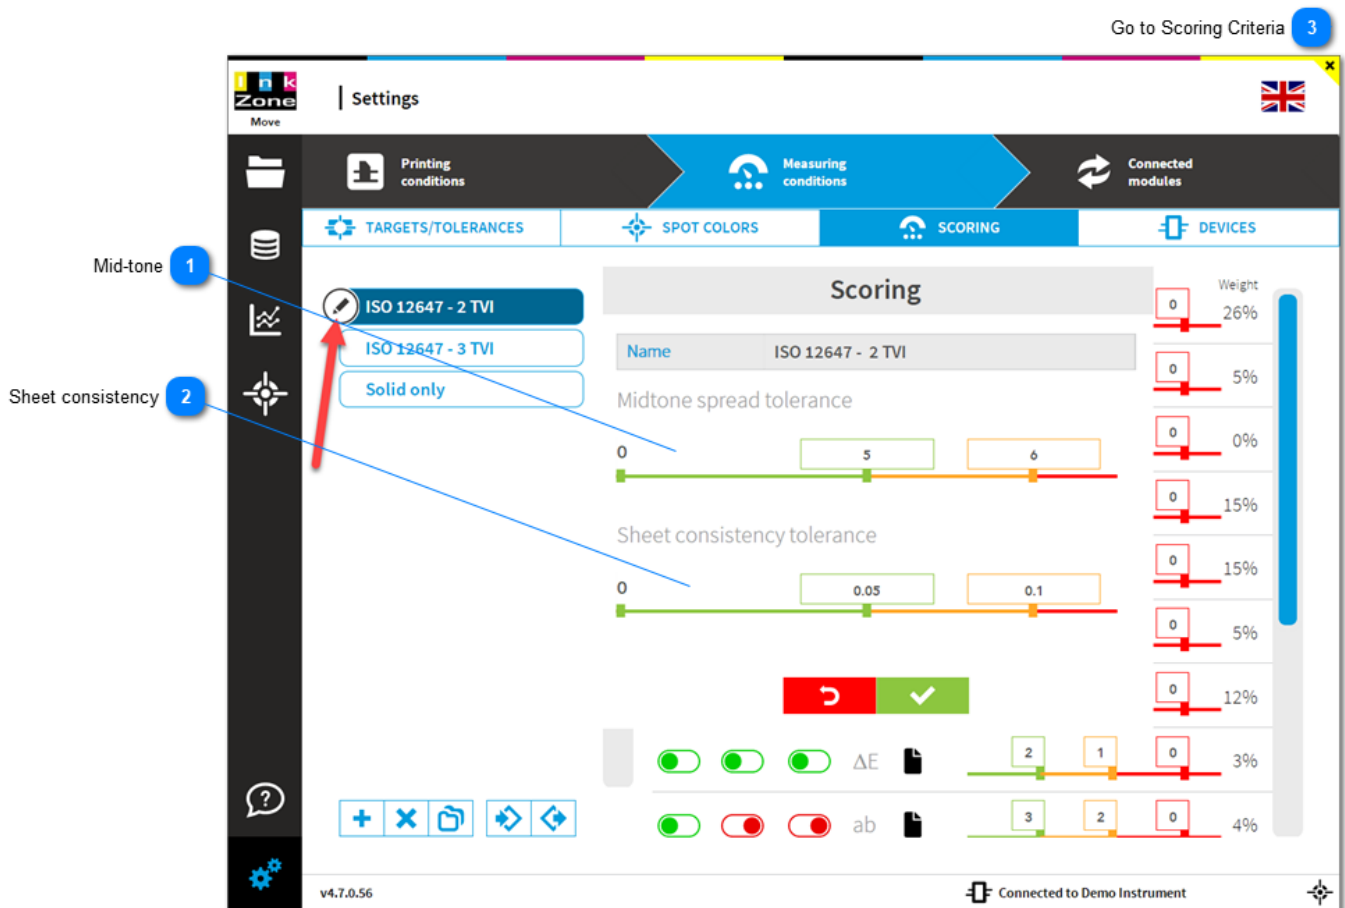 Go to Scoring Criteria 3
Ink
Zone
Move
Settings
x
Printing
conditions
Measuring
conditions
Connected
modules
TARGETS/TOLERANCES
SPOT COLORS
SCORING
DEVICES
Mid-tone 1
Sheet consistency 2
ISO 12647 - 2 TVI
ISO 12647 - 3 TVI
Solid only
Scoring
Name ISO 12647 - 2 TVI
Midtone spread tolerance
0 5 6
Sheet consistency tolerance
0 0.05 0.1
Weight
0 26%
0 5%
0 0%
0 15%
0 15%
0 5%
0 12%
ΔE 2 1 0 3%
ab 3 2 0 4%
?
v4.7.0.56
Connected to Demo Instrument